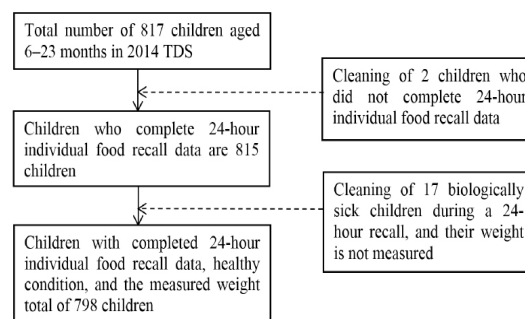 Total number of 817 children aged
6–23 months in 2014 TDS
Cleaning of 2 children who
did not complete 24-hour
individual food recall data
Children who complete 24-hour
individual food recall data are 815
children
Cleaning of 17 biologically
sick children during a 24-
hour recall, and their weight
is not measured
Children with completed 24-hour
individual food recall data, healthy
condition, and the measured weight
total of 798 children